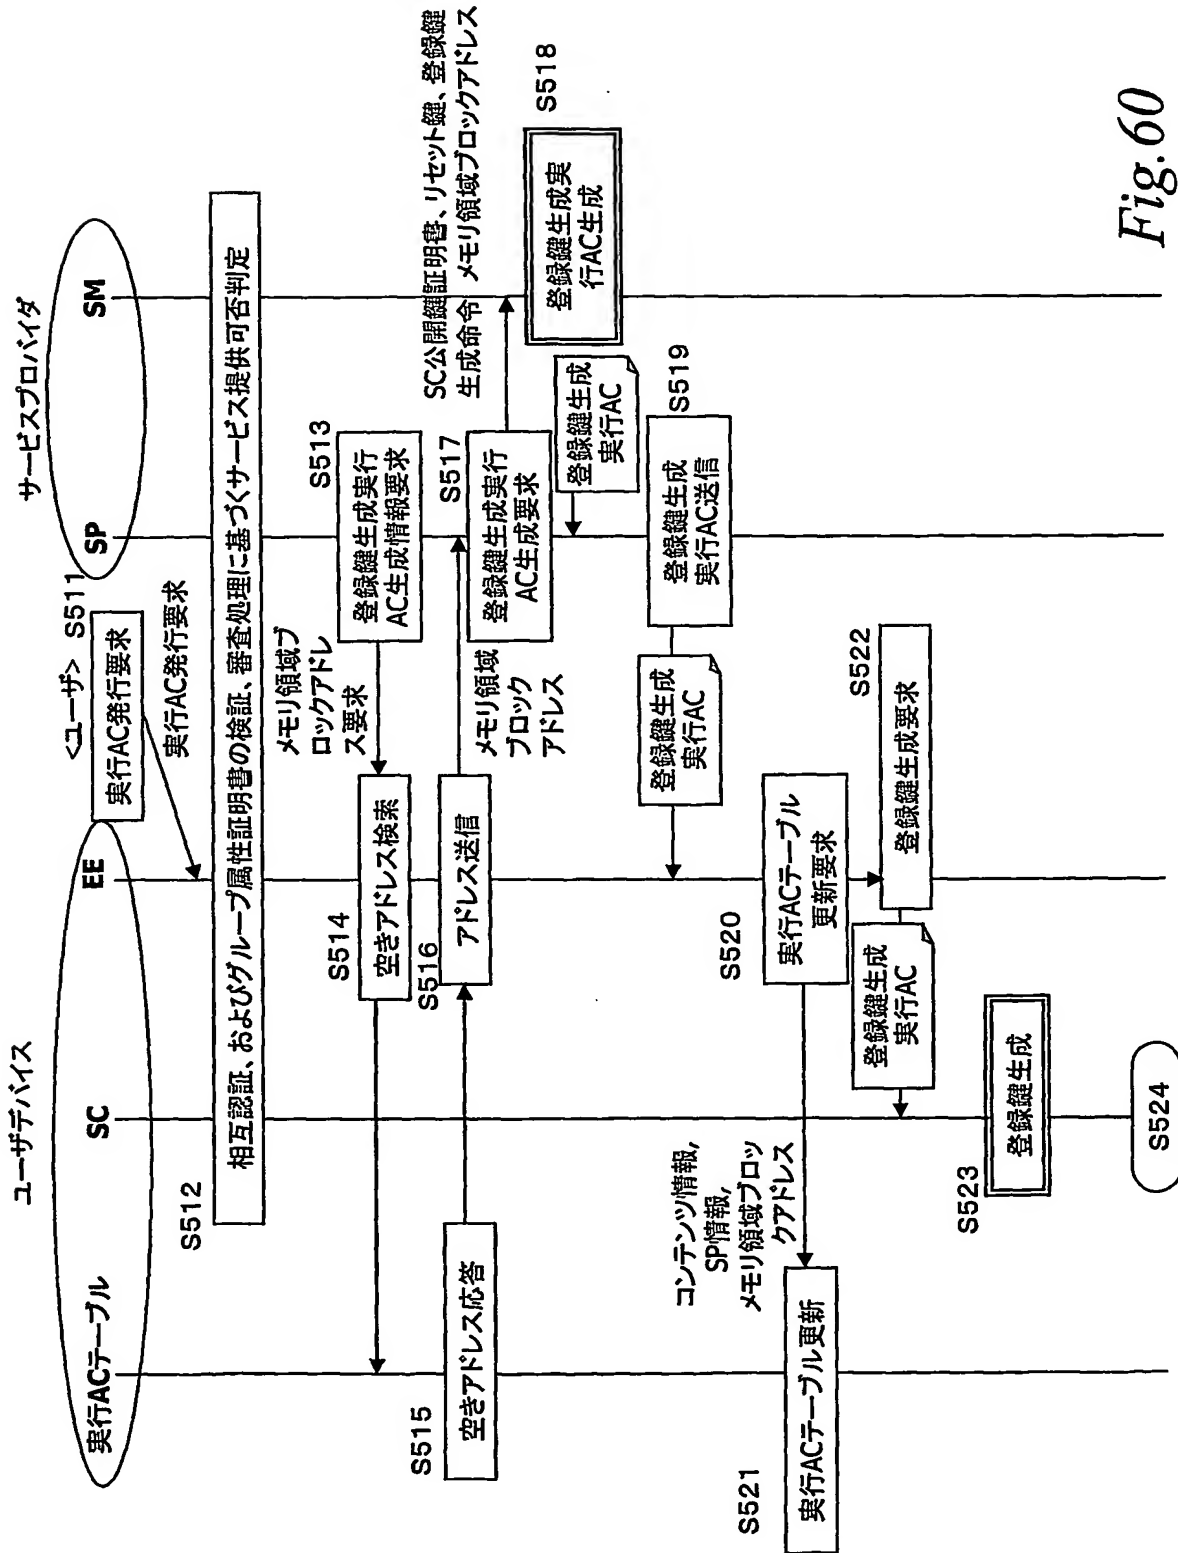 ユーザデバイス
サービスプロバイダ
実行ACテーブル
SC
EE
<ユーザ>
S511
SP
SM
実行AC発行要求
実行AC発行要求
S512
相互認証、およびグループ属性証明書の検証、審査処理に基づくサービス提供可否判定
S513
登録鍵生成実行
AC生成情報要求
メモリ領域ブ
ロックアドレ
ス要求
S514
空きアドレス検索
S515
空きアドレス応答
S516
アドレス送信
メモリ領域
ブロック
アドレス
S517
登録鍵生成実行
AC生成要求
SC公開鍵証明書、リセット鍵、登録鍵
生成命令 メモリ領域ブロックアドレス
S518
登録鍵生成実
行AC生成
登録鍵生成
実行AC
S519
登録鍵生成
実行AC送信
登録鍵生成
実行AC
S520
実行ACテーブル
更新要求
コンテンツ情報,
SP情報,
メモリ領域ブロッ
クアドレス
S521
実行ACテーブル更新
S522
登録鍵生成要求
登録鍵生成
実行AC
S523
登録鍵生成
S524
Fig.60